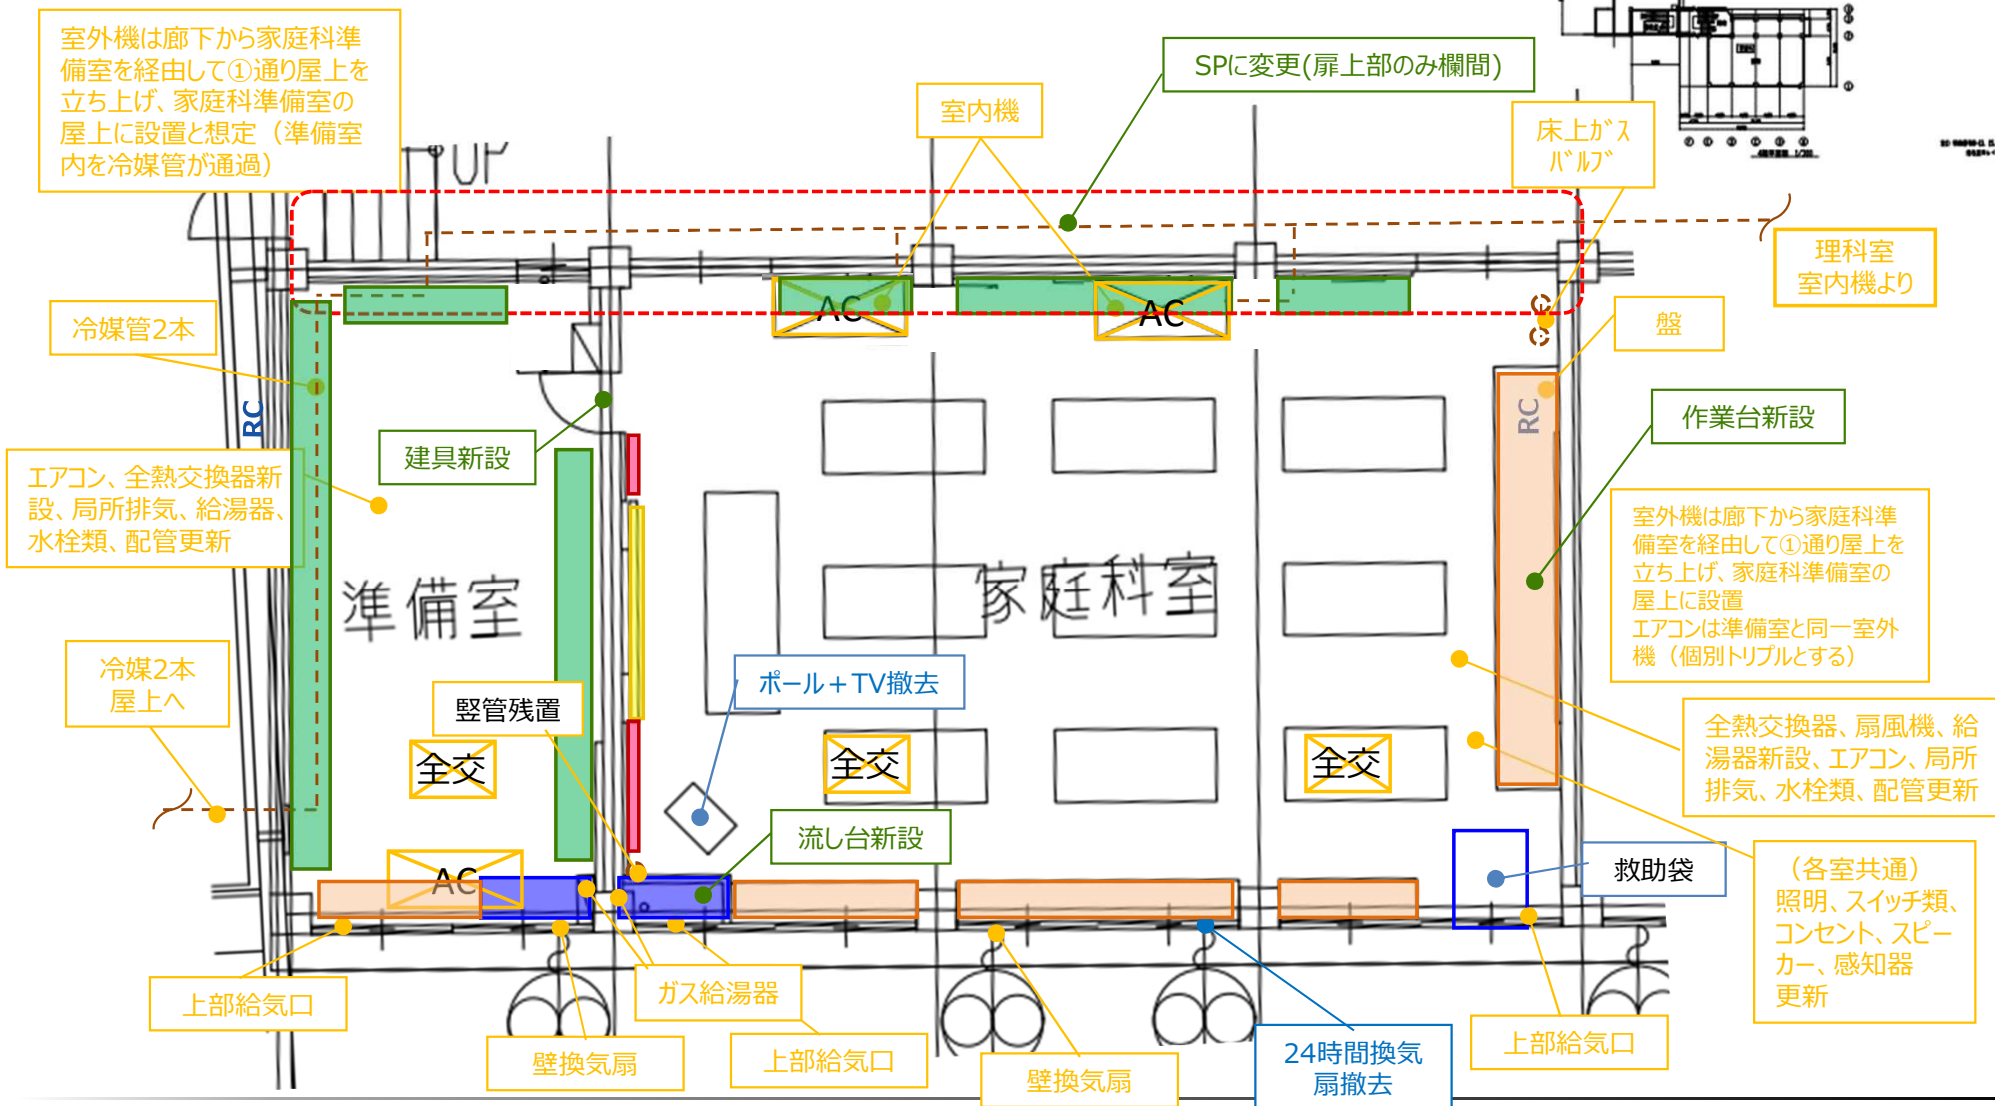 室外機は廊下から家庭科準
備室を経由して①通り屋上を
立ち上げ、家庭科準備室の
屋上に設置と想定（準備室
内を冷媒管が通過）
UP
室内機
SPに変更(扉上部のみ欄間)
床上ガス
バルブ
理科室
室内機より
冷媒管2本
AC
AC
盤
RC
RC
建具新設
作業台新設
エアコン、全熱交換器新
設、局所排気、給湯器、
水栓類、配管更新
室外機は廊下から家庭科準
備室を経由して①通り屋上を
立ち上げ、家庭科準備室の
屋上に設置
エアコンは準備室と同一室外
機（個別トリプルとする）
準備室
家庭科室
冷媒2本
屋上へ
竪管残置
ポール＋TV撤去
全交
全交
全交
全熱交換器、扇風機、給
湯器新設、エアコン、局所
排気、水栓類、配管更新
流し台新設
AC
救助袋
（各室共通）
照明、スイッチ類、
コンセント、スピー
カー、感知器
更新
上部給気口
ガス給湯器
壁換気扇
上部給気口
壁換気扇
24時間換気
扇撤去
上部給気口